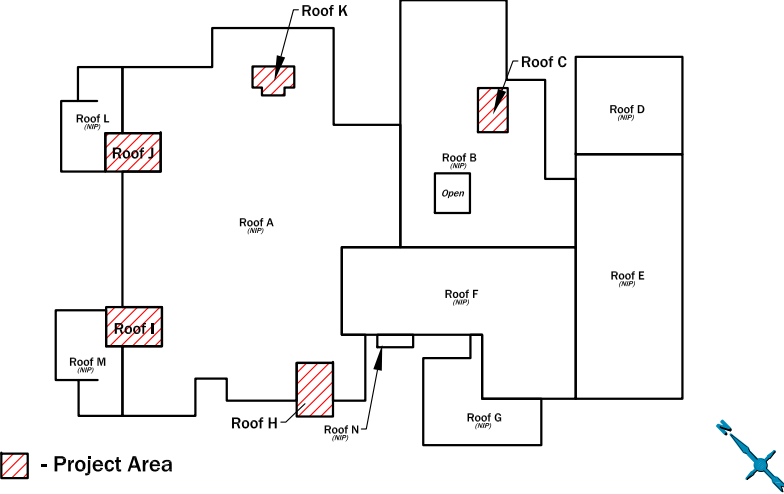 Roof K
Roof C
Roof L
(NIP)
Roof D
(NIP)
Roof J
Roof B
(NIP)
Open
Roof A
(NIP)
Roof E
(NIP)
Roof F
(NIP)
Roof I
Roof M
(NIP)
Roof H
Roof N
(NIP)
Roof G
(NIP)
N
- Project Area